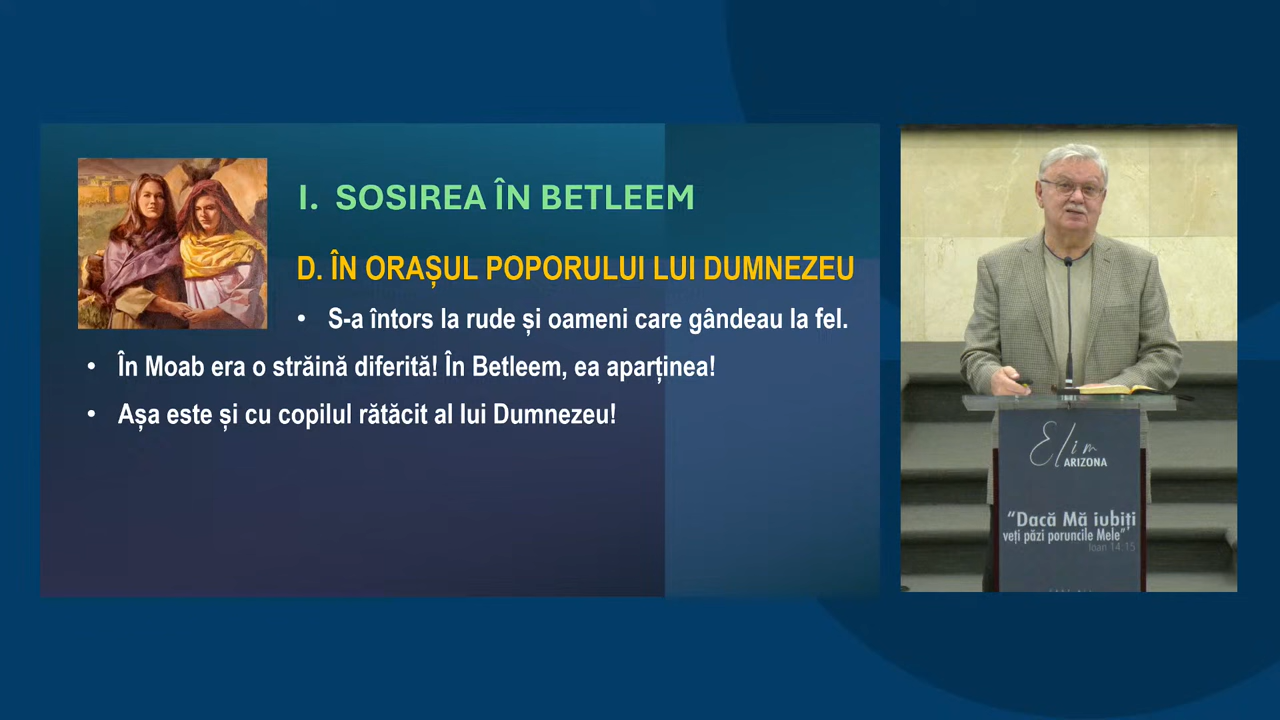 I. SOSIREA ÎN BETLEEM
D. ÎN ORAȘUL POPORULUI LUI DUMNEZEU
• S-a întors la rude și oameni care gândeau la fel.
• În Moab era o străină diferită! În Betleem, ea aparținea!
• Așa este și cu copilul rătăcit al lui Dumnezeu!
Elim
ARIZONA
“Dacă Mă iubiți
veți păzi poruncile Mele”
Ioan 14:15